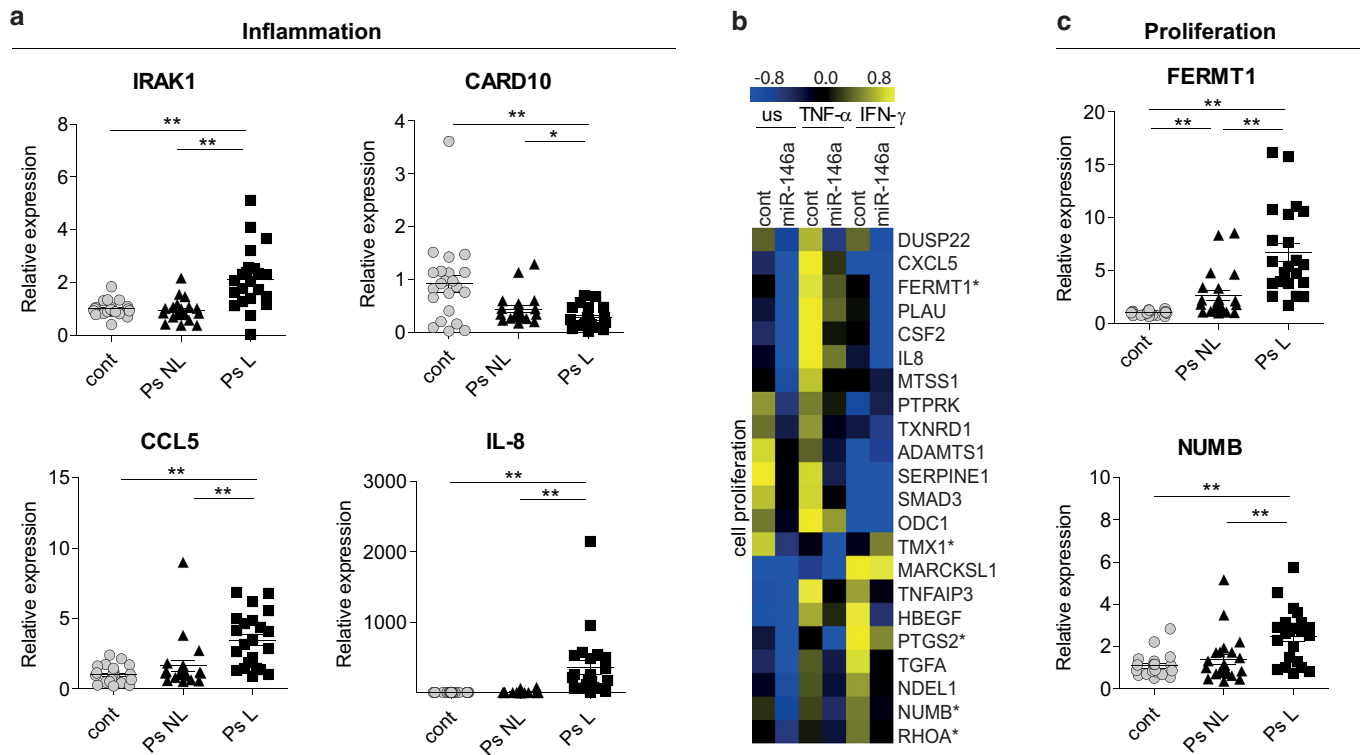 a
Inflammation
IRAK1
Relative expression
8
6
4
2
0
**
**
cont
Ps NL
Ps L
CARD10
Relative expression
4
3
2
1
0
**
*
cont
Ps NL
Ps L
CCL5
Relative expression
15
10
5
0
**
**
cont
Ps NL
Ps L
IL-8
Relative expression
3000
2000
1000
**
**
cont
Ps NL
Ps L
b
-0.8 0.0 0.8
us TNF-α IFN-γ
cont
miR-146a
cont
miR-146a
cont
miR-146a
cell proliferation
DUSP22
CXCL5
FERMT1*
PLAU
CSF2
IL8
MTSS1
PTPRK
TXNRD1
ADAMTS1
SERPINE1
SMAD3
ODC1
TMX1*
MARCKSL1
TNFAIP3
HBEGF
PTGS2*
TGFA
NDEL1
NUMB*
RHOA*
c
Proliferation
FERMT1
Relative expression
20
15
10
5
0
**
** **
cont
Ps NL
Ps L
NUMB
Relative expression
10
8
6
4
2
0
**
**
cont
Ps NL
Ps L